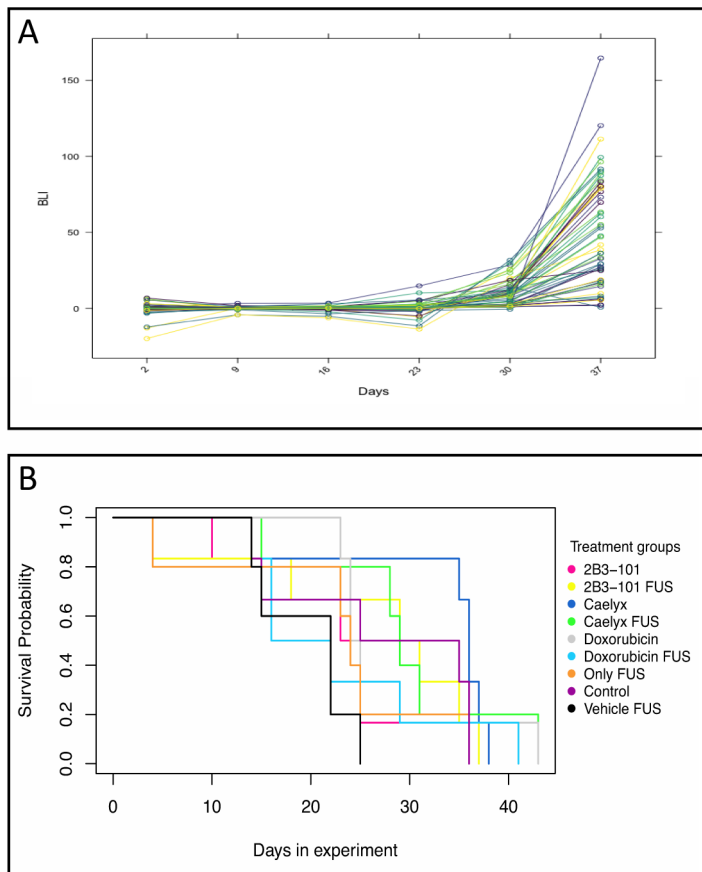 A
150
100
50
0
BLI
2
9
16
23
30
37
Days
B
1.0
0.8
0.6
0.4
0.2
0.0
Survival Probability
0
10
20
30
40
Days in experiment
Treatment groups
2B3−101
2B3−101 FUS
Caelyx
Caelyx FUS
Doxorubicin
Doxorubicin FUS
Only FUS
Control
Vehicle FUS